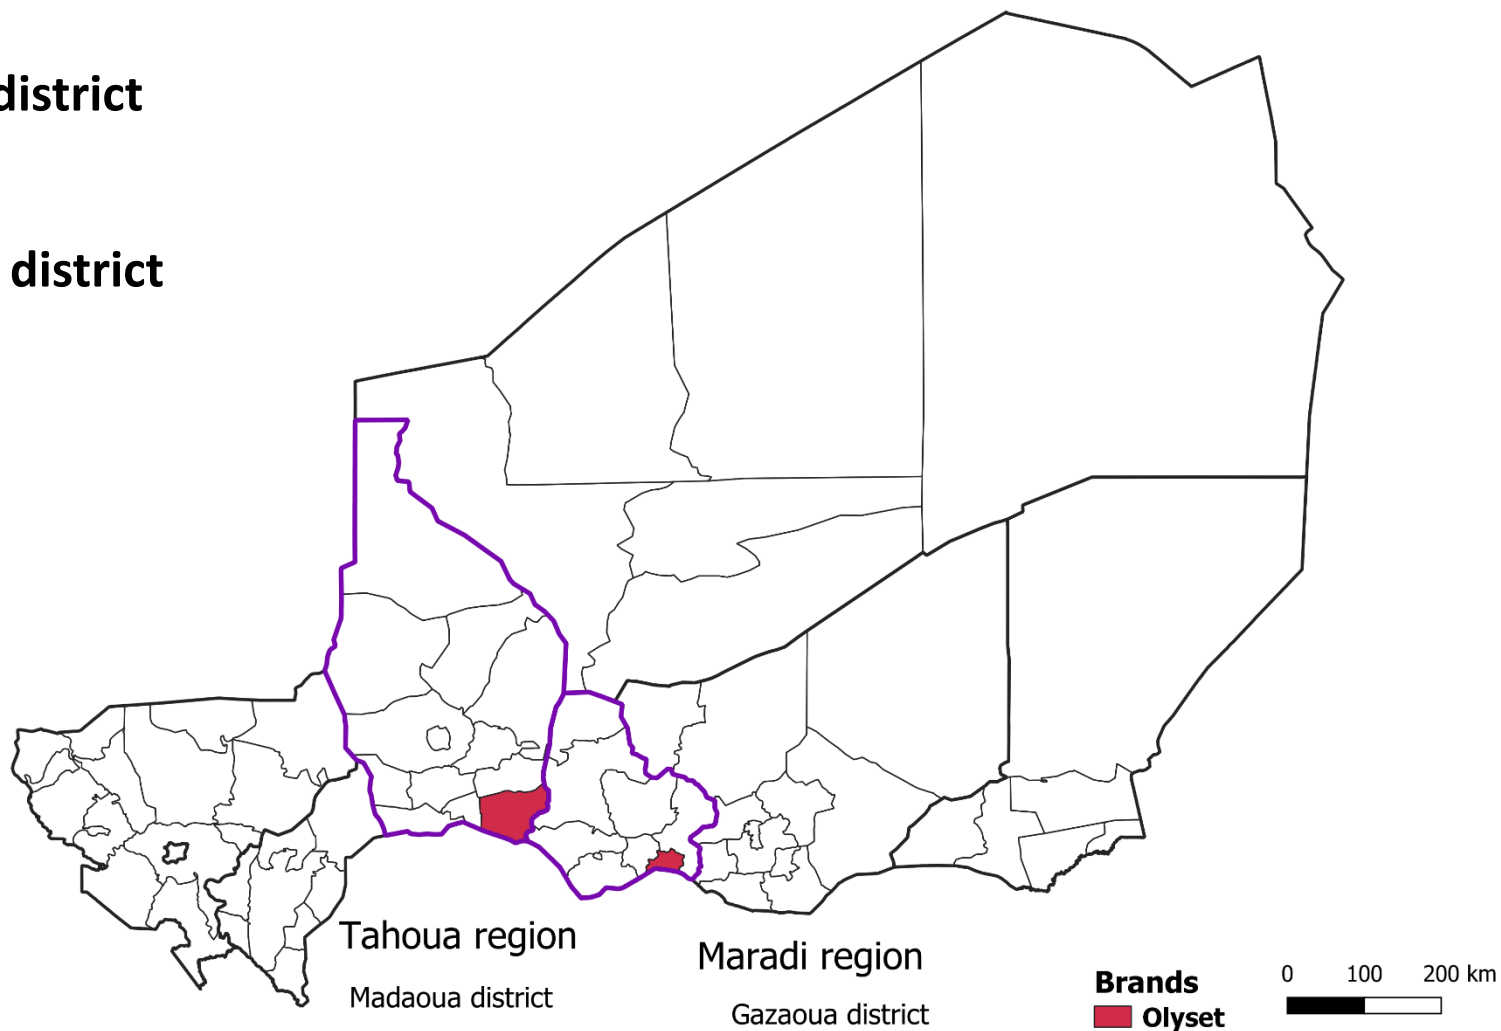 district
district
Tahoua region
Madaoua district
Maradi region
Gazaoua district
Brands
Olyset
0 100 200 km